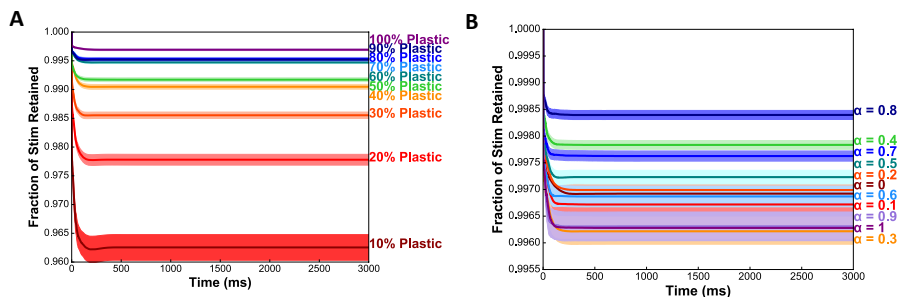 A
Fraction of Stim Retained
1.000
0.995
0.990
0.985
0.980
0.975
0.970
0.965
0.960
0
500
1000
1500
2000
2500
3000
Time (ms)
100% Plastic
90% Plastic
80% Plastic
70% Plastic
60% Plastic
50% Plastic
40% Plastic
30% Plastic
20% Plastic
10% Plastic
B
Fraction of Stim Retained
1.0000
0.9995
0.9990
0.9985
0.9980
0.9975
0.9970
0.9965
0.9960
0.9955
0
500
1000
1500
2000
2500
3000
Time (ms)
α = 0.8
α = 0.4
α = 0.7
α = 0.5
α = 0.2
α = 0
α = 0.6
α = 0.1
α = 0.9
α = 1
α = 0.3